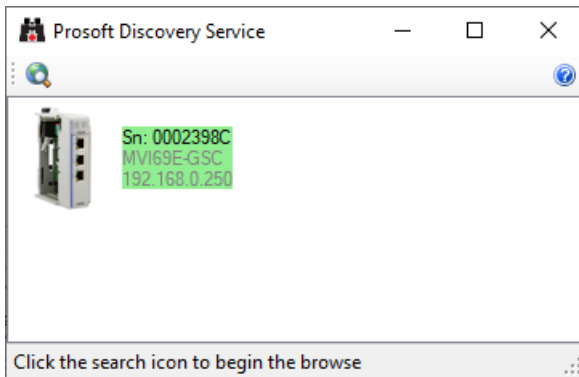 Prosoft Discovery Service
Sn: 0002398C
MVI69E-GSC
192.168.0.250
Click the search icon to begin the browse